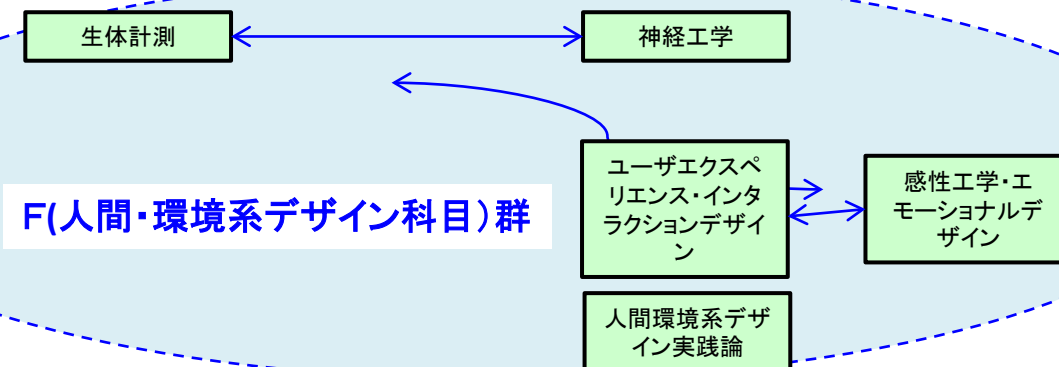 生体計測
神経工学
ユーザエクスペ
リエンス・インタ
ラクションデザイ
ン
感性工学・エ
モーショナルデ
ザイン
F(人間・環境系デザイン科目)群
人間環境系デザ
イン実践論